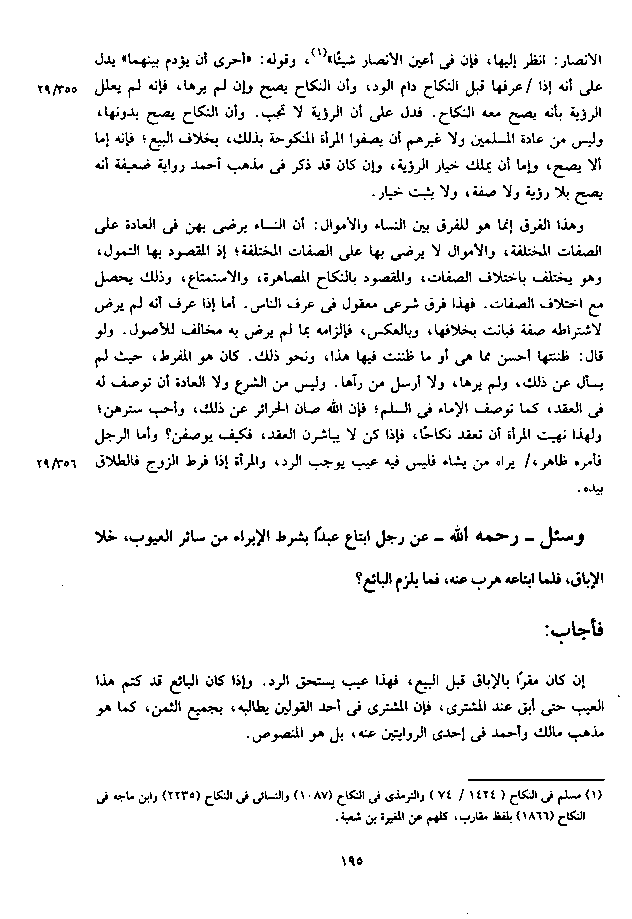 الأنصار: انظر إليها، فإن فى أعين الأنصار شيئًا»(١)، وقوله: «أحرى أن يؤدم بينهما» يدل
على أنه إذا / عرفها قبل النكاح دام الود، وأن النكاح يصح وإن لم يرها، فإنه لم يعلل
٢٩/٣٥٥
الرؤية بأنه يصح معه النكاح. فدل على أن الرؤية لا تجب. وأن النكاح يصح بدونها،
وليس من عادة المسلمين ولا غيرهم أن يصفوا المرأة المنكوحة بذلك، بخلاف البيع؛ فإنه إما
ألا يصح، وإما أن يملك خيار الرؤية، وإن كان قد ذكر فى مذهب أحمد رواية ضعيفة أنه
يصح بلا رؤية ولا صفة، ولا يثبت خيار.
وهذا الفرق إنما هو للفرق بين النساء والأموال: أن النساء يرضى بهن فى العادة على
الصفات المختلفة، والأموال لا يرضى بها على الصفات المختلفة؛ إذ المقصود بها التمول،
وهو يختلف باختلاف الصفات، والمقصود بالنكاح المصاهرة، والاستمتاع، وذلك يحصل
مع اختلاف الصفات. فهذا فرق شرعى معقول فى عرف الناس. أما إذا عرف أنه لم يرض
لاشتراطه صفة فبانت بخلافها، وبالعكس، فإلزامه بما لم يرض به مخالف للأصول. ولو
قال: ظننتها أحسن مما هى أو ما ظننت فيها هذا، ونحو ذلك. كان هو المفرط، حيث لم
يسأل عن ذلك، ولم يرها، ولا أرسل من رآها. وليس من الشرع ولا العادة أن توصف له
فى العقد، كما توصف الإماء فى السلم؛ فإن الله صان الحرائر عن ذلك، وأحب سترهن؛
ولهذا نهيت المرأة أن تعقد نكاحًا، فإذا كن لا يباشرن العقد، فكيف يوصفن؟ وأما الرجل
فأمره ظاهر،/ يراه من يشاء فليس فيه عيب يوجب الرد، والمرأة إذا فرط الزوج فالطلاق
٢٩/٣٥٦
بيده.
وسئل ـ رحمه الله ـ عن رجل ابتاع عبدًا بشرط الإبراء من سائر العيوب، خلا
الإباق، فلما ابتاعه هرب عنه، فما يلزم البائع؟
فأجاب:
إن كان مقرًا بالإباق قبل البيع، فهذا عيب يستحق الرد. وإذا كان البائع قد كتم هذا
العيب حتى أبق عند المشترى، فإن المشترى فى أحد القولين يطالبه، بجميع الثمن، كما هو
مذهب مالك وأحمد فى إحدى الروايتين عنه، بل هو المنصوص.
(١) مسلم فى النكاح (١٤٢٤ / ٧٤) والترمذى فى النكاح (١٠٨٧) والنسائى فى النكاح (٢٢٣٥) وابن ماجه فى
النكاح (١٨٦٦) بلفظ مقارب، كلهم عن المغيرة بن شعبة.
١٩٥